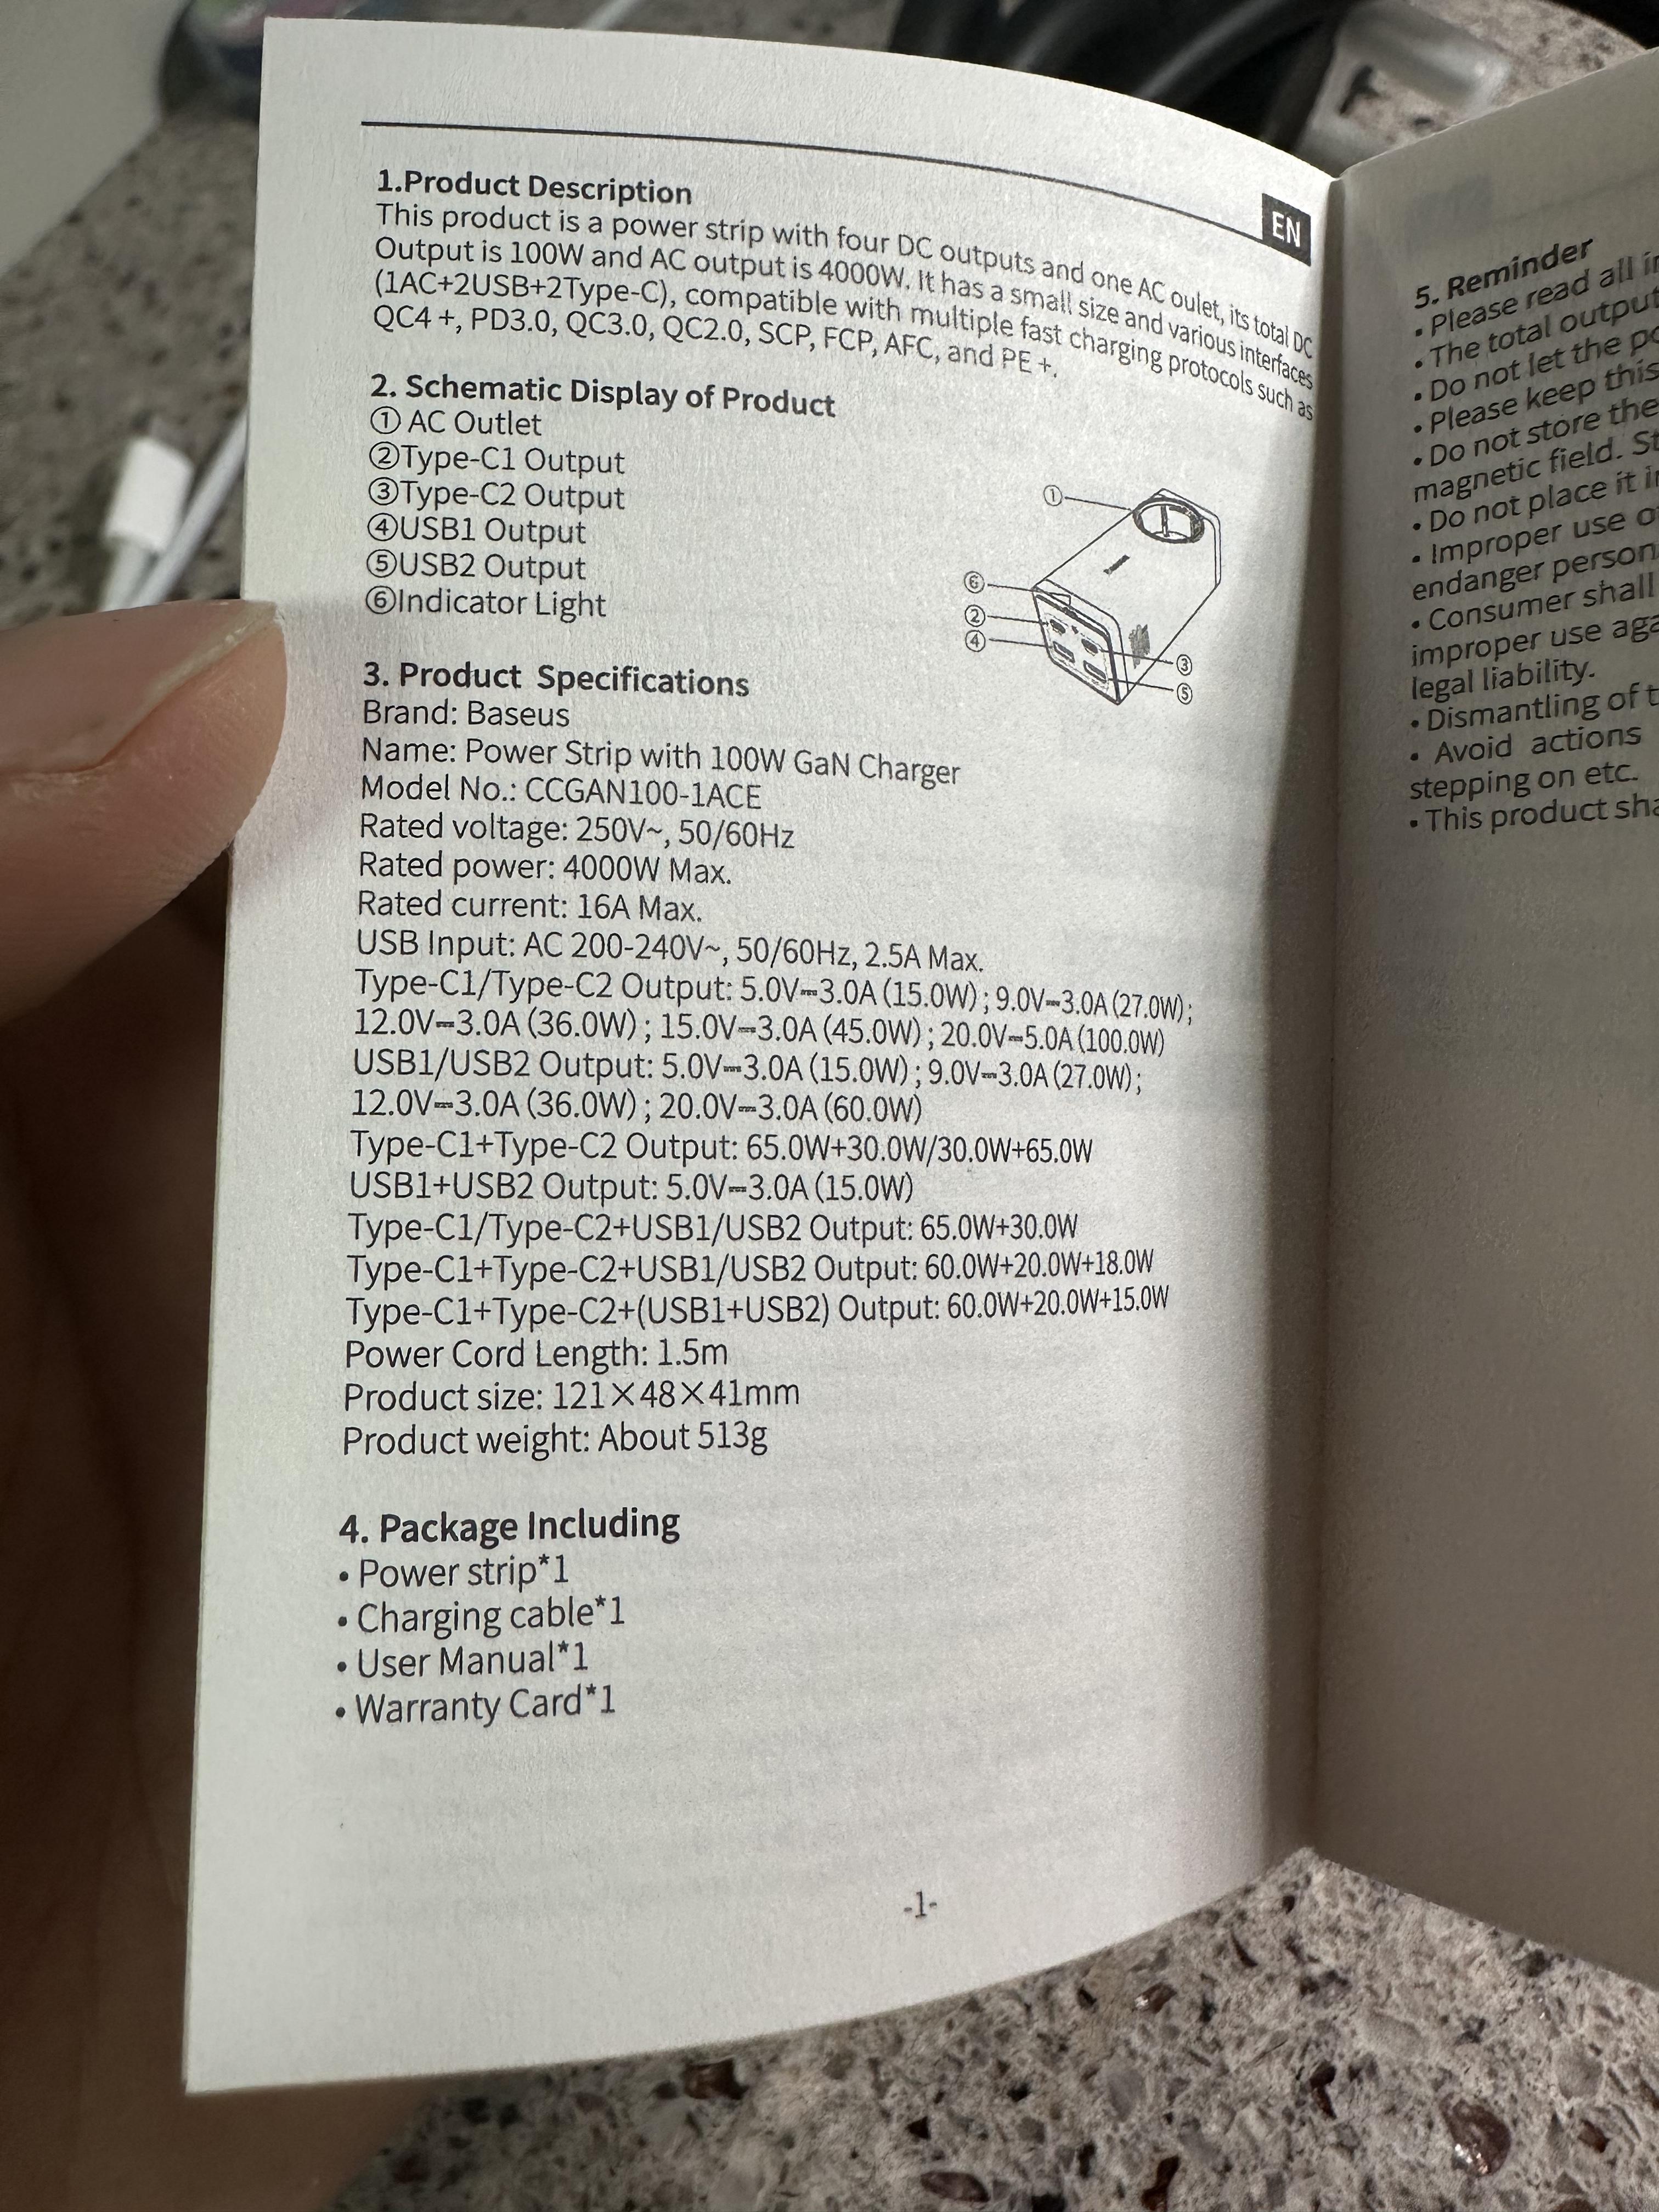 EN
1.Product Description
This product is a power strip with four DC outputs and one AC oulet, its total DC
Output is 100W and AC output is 4000W. It has a small size and various interfaces
(1AC+2USB+2Type-C), compatible with multiple fast charging protocols such as
QC4 +, PD3.0, QC3.0, QC2.0, SCP, FCP, AFC, and PE +.
2. Schematic Display of Product
① AC Outlet
②Type-C1 Output
③Type-C2 Output
④USB1 Output
⑤USB2 Output
⑥Indicator Light
①
⑥
②
④
③
⑤
3. Product Specifications
Brand: Baseus
Name: Power Strip with 100W GaN Charger
Model No.: CCGAN100-1ACE
Rated voltage: 250V~, 50/60Hz
Rated power: 4000W Max.
Rated current: 16A Max.
USB Input: AC 200-240V~, 50/60Hz, 2.5A Max.
Type-C1/Type-C2 Output: 5.0V⎓3.0A (15.0W) ; 9.0V⎓3.0A (27.0W) ;
12.0V⎓3.0A (36.0W) ; 15.0V⎓3.0A (45.0W) ; 20.0V⎓5.0A (100.0W)
USB1/USB2 Output: 5.0V⎓3.0A (15.0W) ; 9.0V⎓3.0A (27.0W) ;
12.0V⎓3.0A (36.0W) ; 20.0V⎓3.0A (60.0W)
Type-C1+Type-C2 Output: 65.0W+30.0W/30.0W+65.0W
USB1+USB2 Output: 5.0V⎓3.0A (15.0W)
Type-C1/Type-C2+USB1/USB2 Output: 65.0W+30.0W
Type-C1+Type-C2+USB1/USB2 Output: 60.0W+20.0W+18.0W
Type-C1+Type-C2+(USB1+USB2) Output: 60.0W+20.0W+15.0W
Power Cord Length: 1.5m
Product size: 121×48×41mm
Product weight: About 513g
4. Package Including
• Power strip*1
• Charging cable*1
• User Manual*1
• Warranty Card*1
-1-
5. Reminder
• Please read all
• The total output
• Do not let the
• Please keep this
• Do not store the
magnetic field.
• Do not place it
• Improper use
endanger
• Consumer shall
improper use
legal liability.
• Dismantling of
• Avoid actions
stepping on etc.
• This product